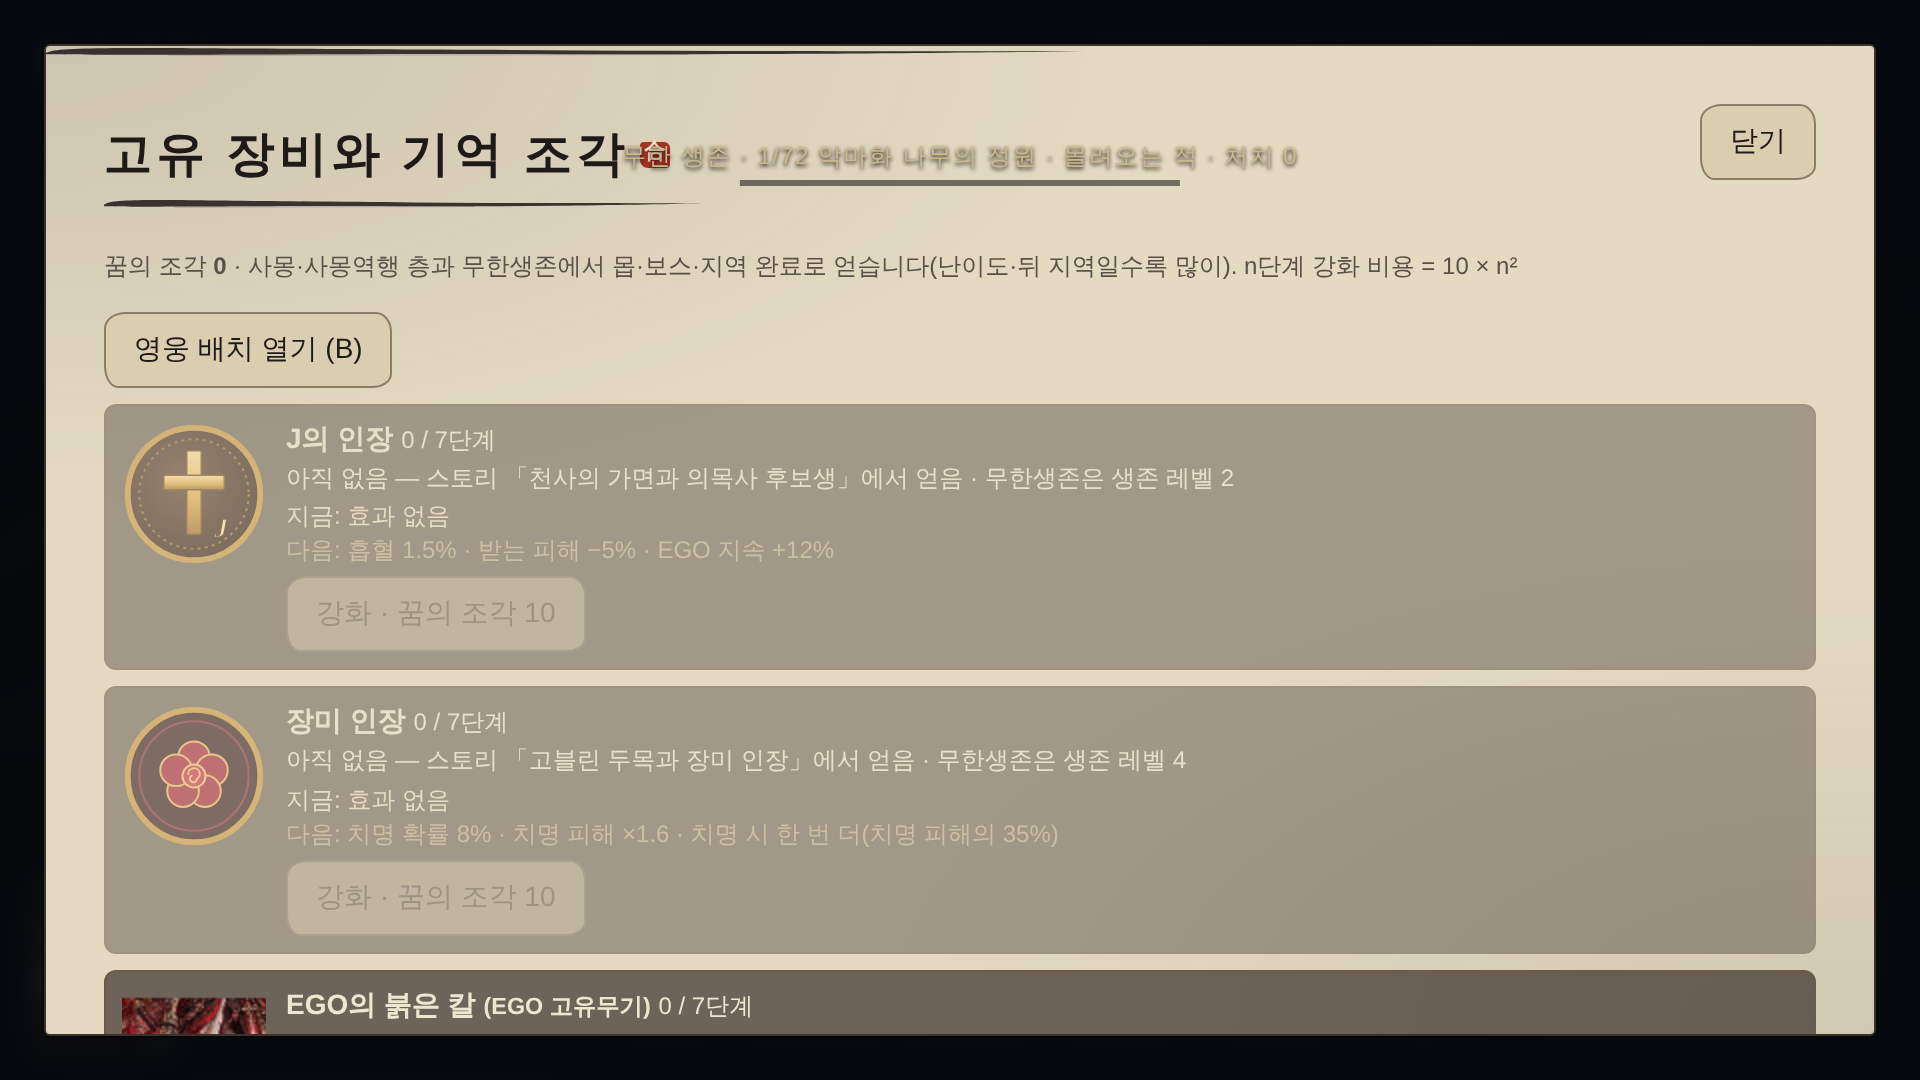 고유 장비와 기억 조각
무한 생존 · 1/72 악마화 나무의 정원 · 몰려오는 적 · 처치 0
닫기
꿈의 조각 0 · 사몽·사몽역행 층과 무한생존에서 몹·보스·지역 완료로 얻습니다(난이도·뒤 지역일수록 많이). n단계 강화 비용 = 10 × n²
영웅 배치 열기 (B)
J의 인장 0 / 7단계
아직 없음 — 스토리 「천사의 가면과 의목사 후보생」에서 얻음 · 무한생존은 생존 레벨 2
지금: 효과 없음
다음: 흡혈 1.5% · 받는 피해 −5% · EGO 지속 +12%
J
강화 · 꿈의 조각 10
장미 인장 0 / 7단계
아직 없음 — 스토리 「고블린 두목과 장미 인장」에서 얻음 · 무한생존은 생존 레벨 4
지금: 효과 없음
다음: 치명 확률 8% · 치명 피해 ×1.6 · 치명 시 한 번 더(치명 피해의 35%)
강화 · 꿈의 조각 10
EGO의 붉은 칼 (EGO 고유무기) 0 / 7단계